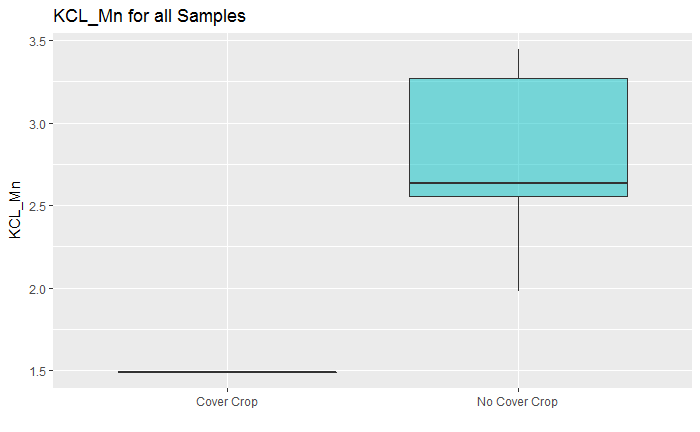 KCL_Mn for all Samples
3.5
3.0
2.5
2.0
1.5
KCL_Mn
Cover Crop
No Cover Crop